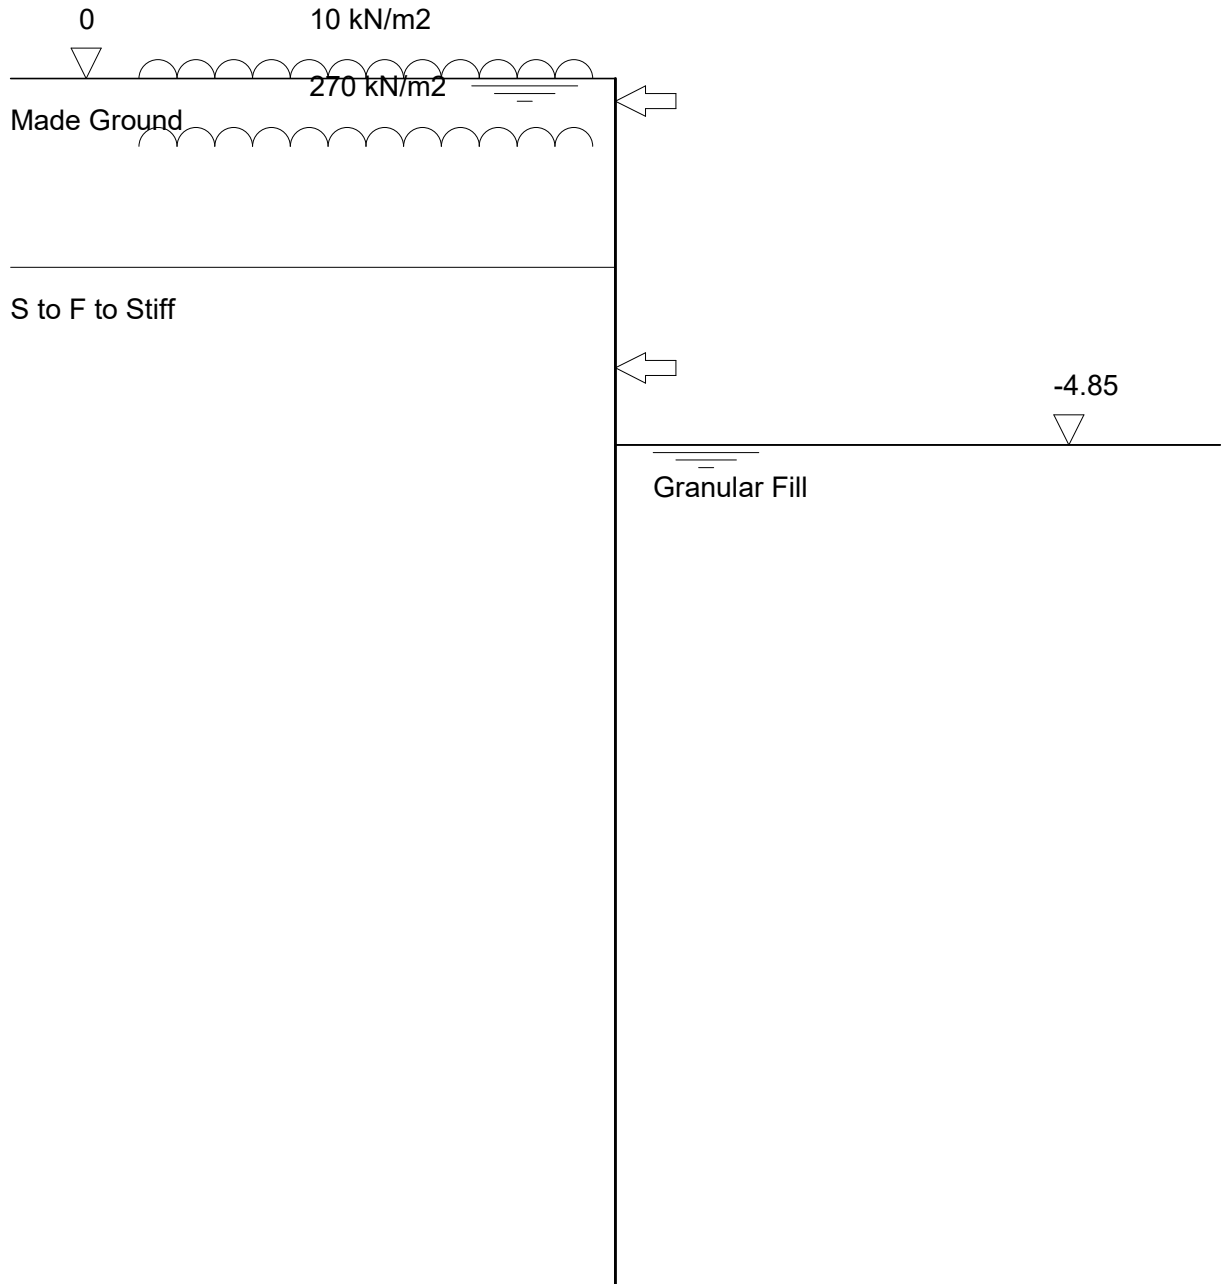 0
10 kN/m2
270 kN/m2
Made Ground
S to F to Stiff
-4.85
Granular Fill